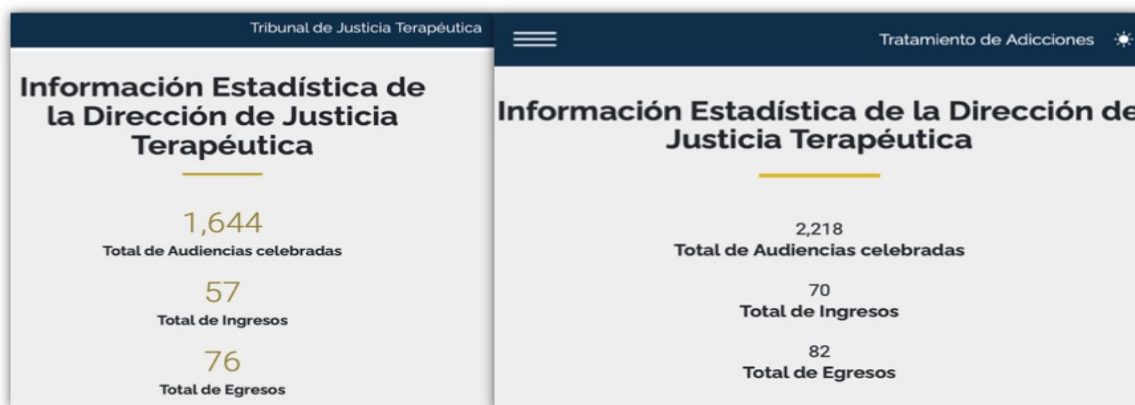 Tribunal de Justicia Terapéutica
Información Estadística de
la Dirección de Justicia
Terapéutica
1,644
Total de Audiencias celebradas
57
Total de Ingresos
76
Total de Egresos
Tratamiento de Adicciones
Información Estadística de la Dirección de
Justicia Terapéutica
2,218
Total de Audiencias celebradas
70
Total de Ingresos
82
Total de Egresos